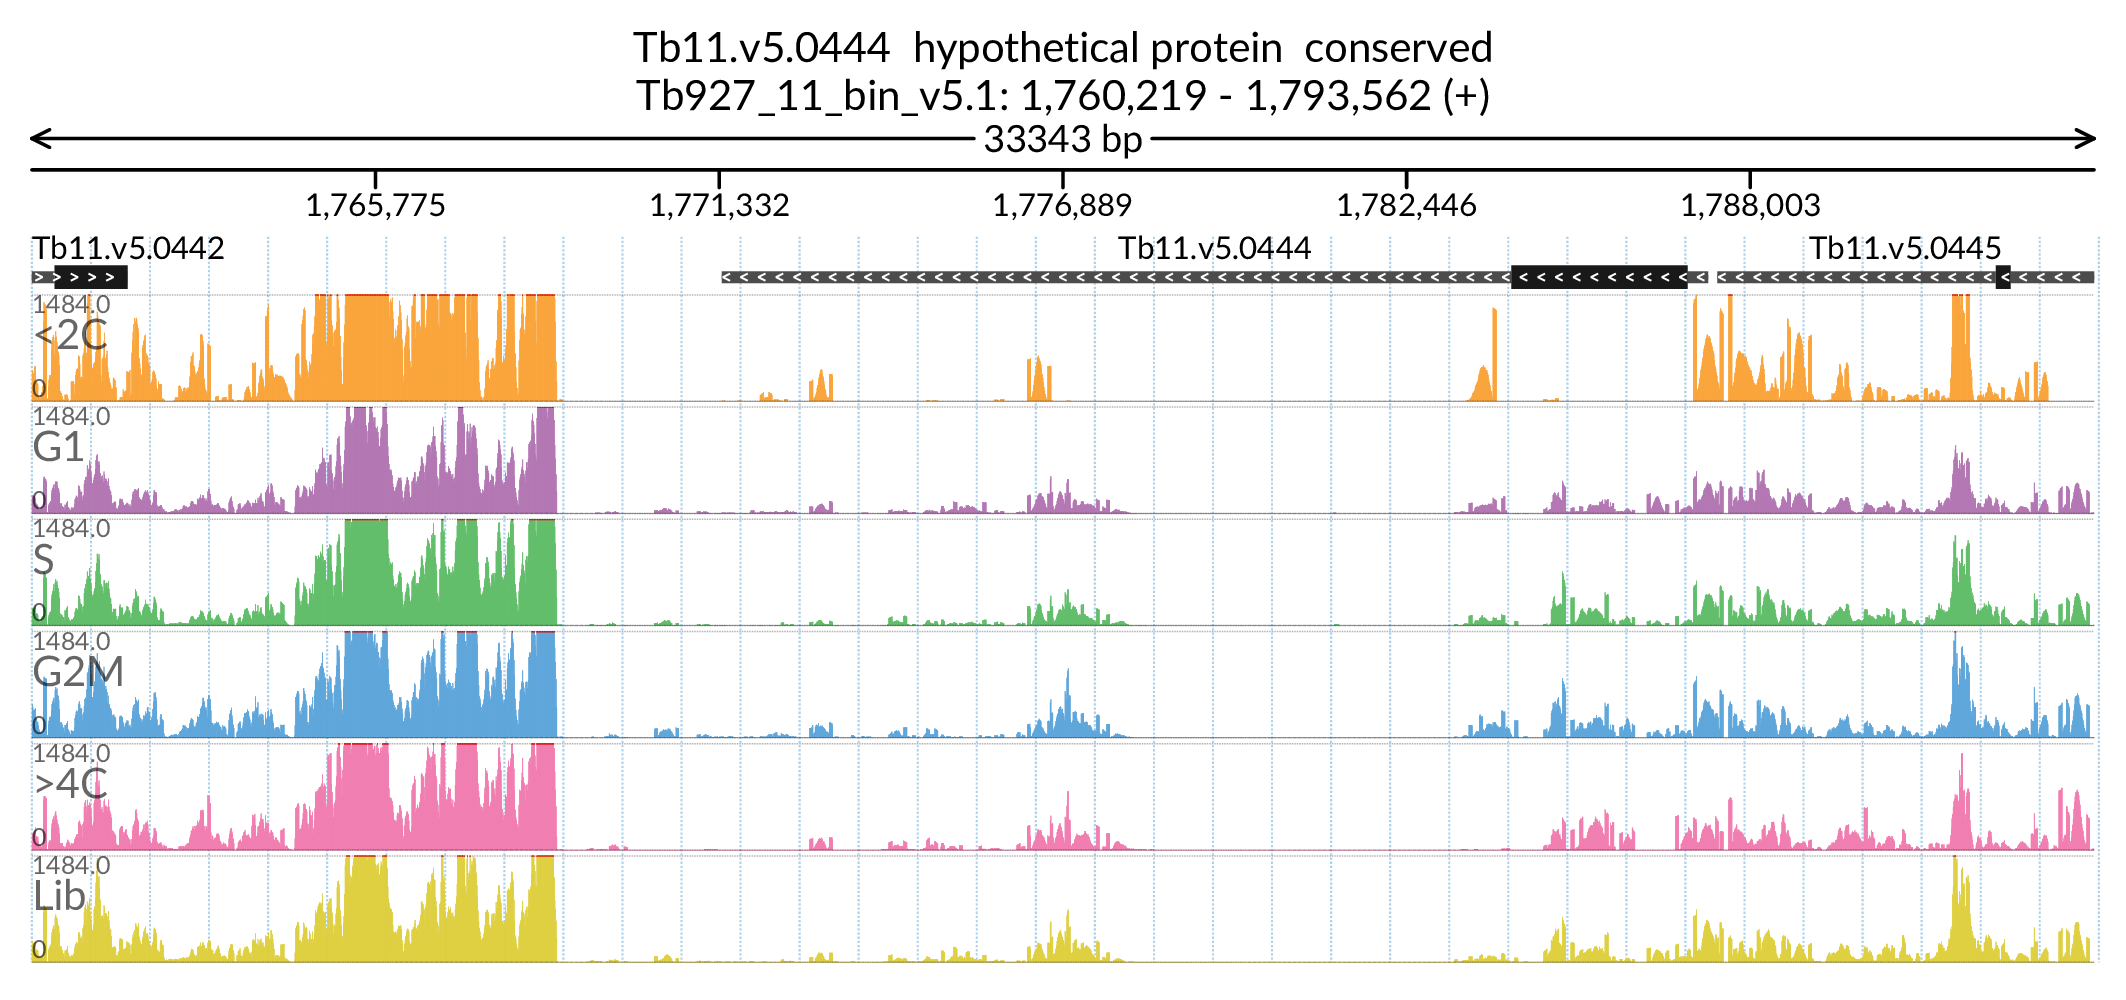 Tb11.v5.0444 hypothetical protein conserved
Tb927_11_bin_v5.1: 1,760,219 - 1,793,562 (+)
33343 bp
1,765,775 1,771,332 1,776,889 1,782,446 1,788,003
Tb11.v5.0442 Tb11.v5.0444 Tb11.v5.0445
1484.0
<2C
0
1484.0
G1
0
1484.0
S
0
1484.0
G2M
0
1484.0
>4C
0
1484.0
Lib
0